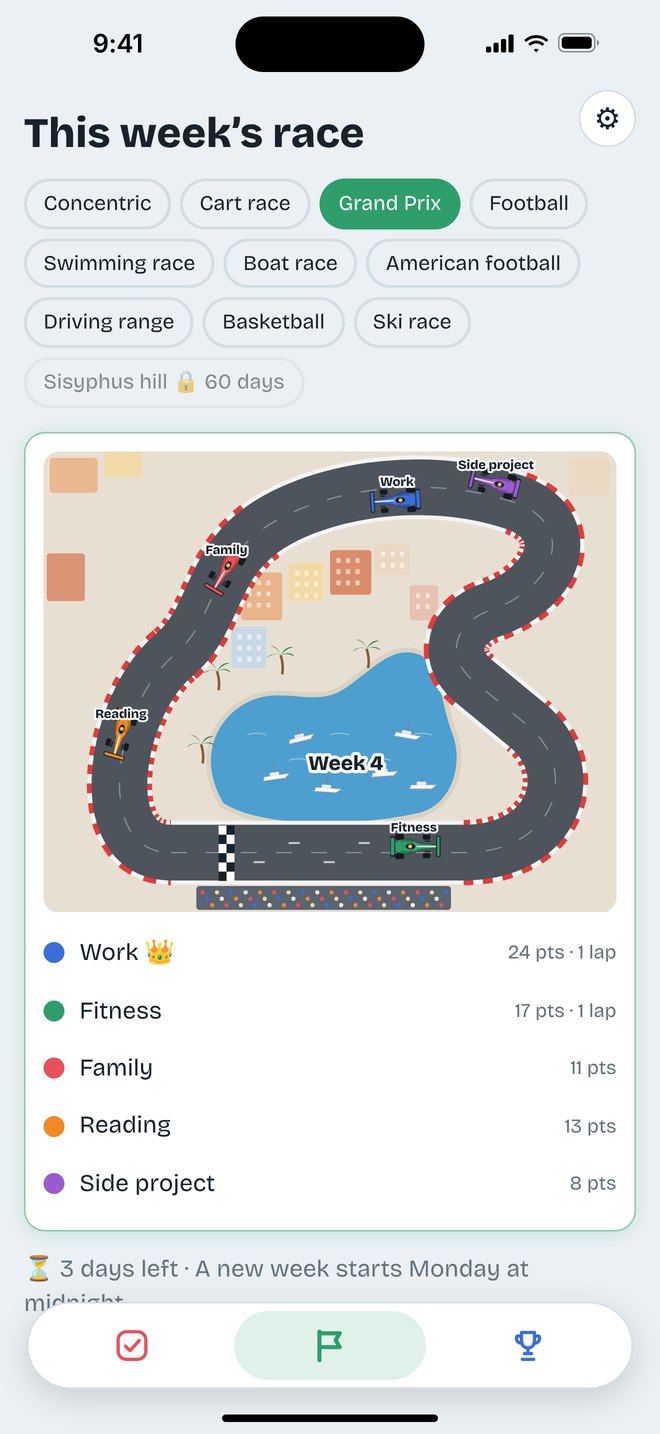 9:41
This week's race
Concentric
Cart race
Grand Prix
Football
Swimming race
Boat race
American football
Driving range
Basketball
Ski race
Sisyphus hill 🔒 60 days
Side project
Work
Family
Reading
Week 4
Fitness
Work 👑 24 pts · 1 lap
Fitness 17 pts · 1 lap
Family 11 pts
Reading 13 pts
Side project 8 pts
⏳ 3 days left · A new week starts Monday at
midnight